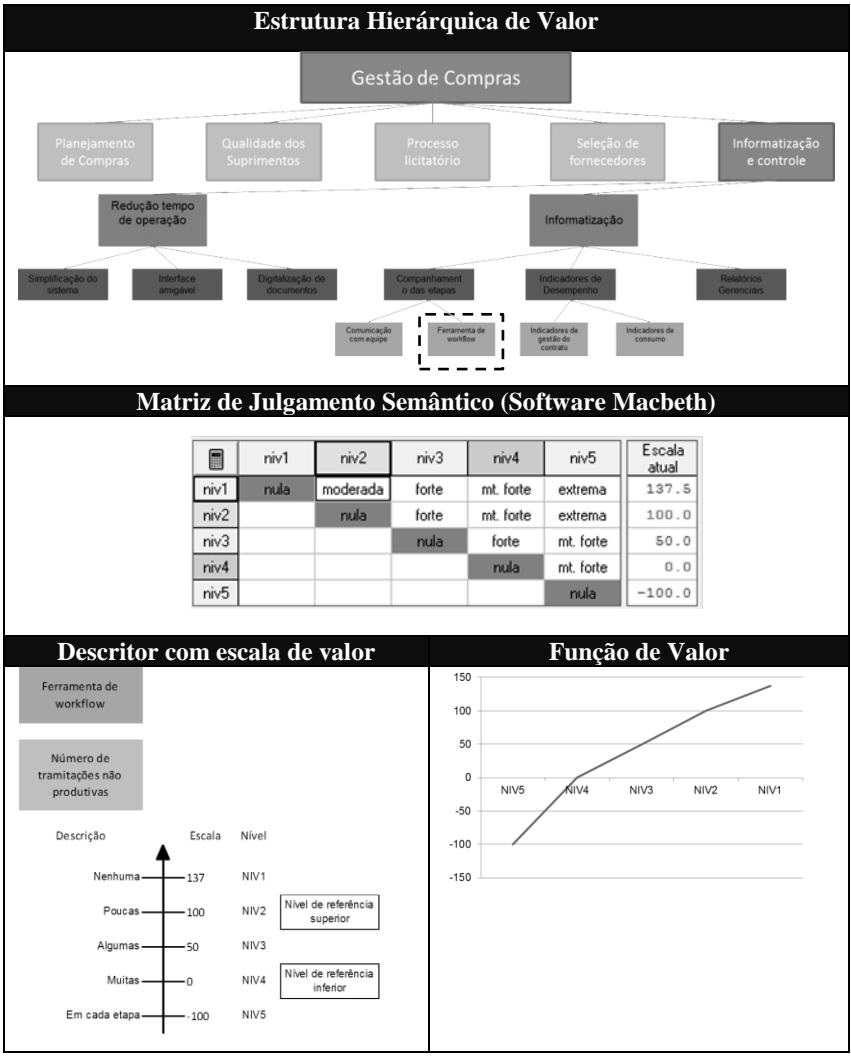 Estrutura Hierárquica de Valor
Gestão de Compras
Planejamento
de Compras
Qualidade dos
Suprimentos
Processo
licitatório
Seleção de
fornecedores
Informatização
e controle
Redução tempo
de operação
Informatização
Simplificação do
sistema
Interface
amigável
Digitalização de
documentos
Companhament
o das etapas
Indicadores de
Desempenho
Relatórios
Gerenciais
Comunicação
com equipe
Ferramenta de
workflow
Indicadores de
gestão do
contrato
Indicadores de
consumo
Matriz de Julgamento Semântico (Software Macbeth)
niv1 niv2 niv3 niv4 niv5 Escala
atual
niv1 nula moderada forte mt. forte extrema 137.5
niv2 nula forte mt. forte extrema 100.0
niv3 nula forte mt. forte 50.0
niv4 nula mt. forte 0.0
niv5 nula -100.0
Descritor com escala de valor
Ferramenta de
workflow
Número de
tramitações não
produtivas
Descrição Escala Nível
Nenhuma 137 NIV1
Poucas 100 NIV2 Nível de referência
superior
Algumas 50 NIV3
Muitas 0 NIV4 Nível de referência
inferior
Em cada etapa -100 NIV5
Função de Valor
150
100
50
0
NIV5 NIV4 NIV3 NIV2 NIV1
-50
-100
-150